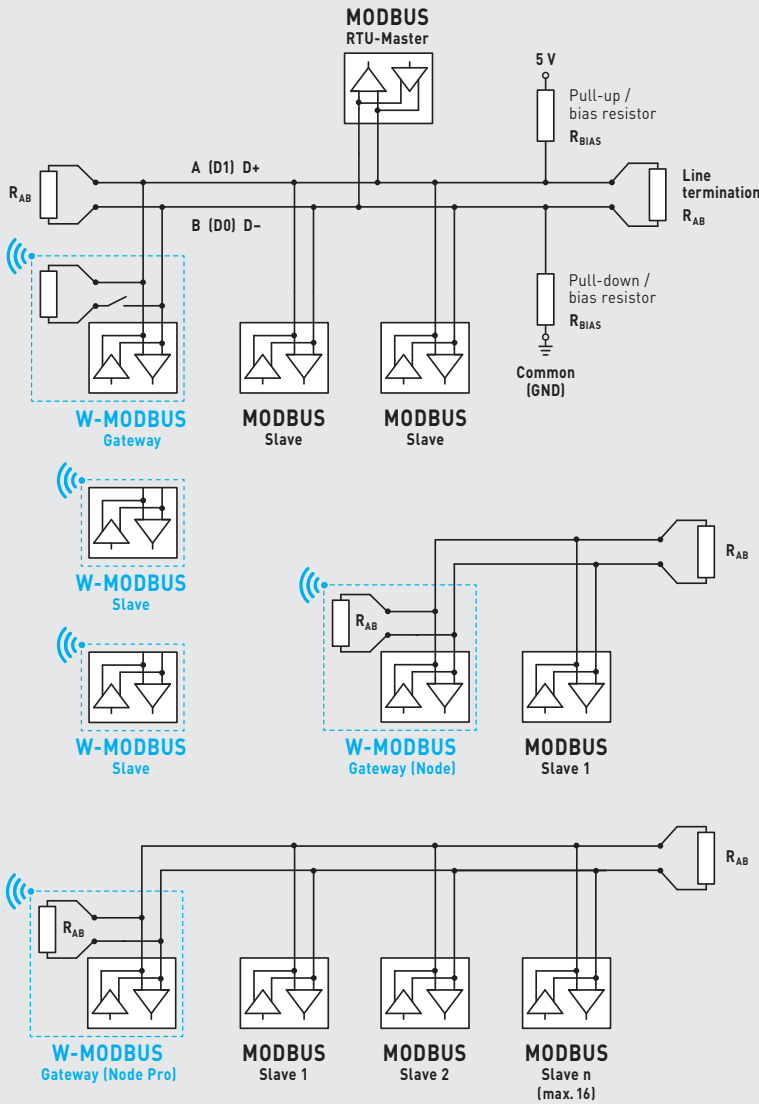 MODBUS
RTU-Master
5 V
Pull-up /
bias resistor
RBIAS
A (D1) D+
RAB
Line
termination
RAB
B (D0) D–
Pull-down /
bias resistor
RBIAS
Common
(GND)
W-MODBUS
Gateway
MODBUS
Slave
MODBUS
Slave
W-MODBUS
Slave
RAB
RAB
W-MODBUS
Slave
W-MODBUS
Gateway (Node)
MODBUS
Slave 1
RAB
RAB
W-MODBUS
Gateway (Node Pro)
MODBUS
Slave 1
MODBUS
Slave 2
MODBUS
Slave n
(max. 16)